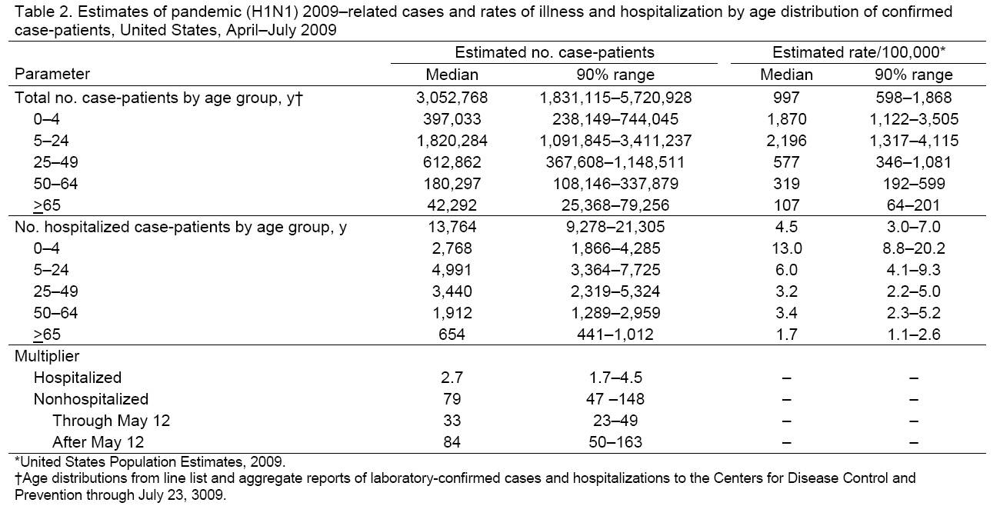 Table 2. Estimates of pandemic (H1N1) 2009–related cases and rates of illness and hospitalization by age distribution of confirmed
case-patients, United States, April–July 2009
Estimated no. case-patients Estimated rate/100,000*
Parameter Median 90% range Median 90% range
Total no. case-patients by age group, y† 3,052,768 1,831,115–5,720,928 997 598–1,868
0–4 397,033 238,149–744,045 1,870 1,122–3,505
5–24 1,820,284 1,091,845–3,411,237 2,196 1,317–4,115
25–49 612,862 367,608–1,148,511 577 346–1,081
50–64 180,297 108,146–337,879 319 192–599
>65 42,292 25,368–79,256 107 64–201
No. hospitalized case-patients by age group, y 13,764 9,278–21,305 4.5 3.0–7.0
0–4 2,768 1,866–4,285 13.0 8.8–20.2
5–24 4,991 3,364–7,725 6.0 4.1–9.3
25–49 3,440 2,319–5,324 3.2 2.2–5.0
50–64 1,912 1,289–2,959 3.4 2.3–5.2
>65 654 441–1,012 1.7 1.1–2.6
Multiplier
Hospitalized 2.7 1.7–4.5 – –
Nonhospitalized 79 47 –148 – –
Through May 12 33 23–49 – –
After May 12 84 50–163 – –
*United States Population Estimates, 2009.
†Age distributions from line list and aggregate reports of laboratory-confirmed cases and hospitalizations to the Centers for Disease Control and
Prevention through July 23, 3009.